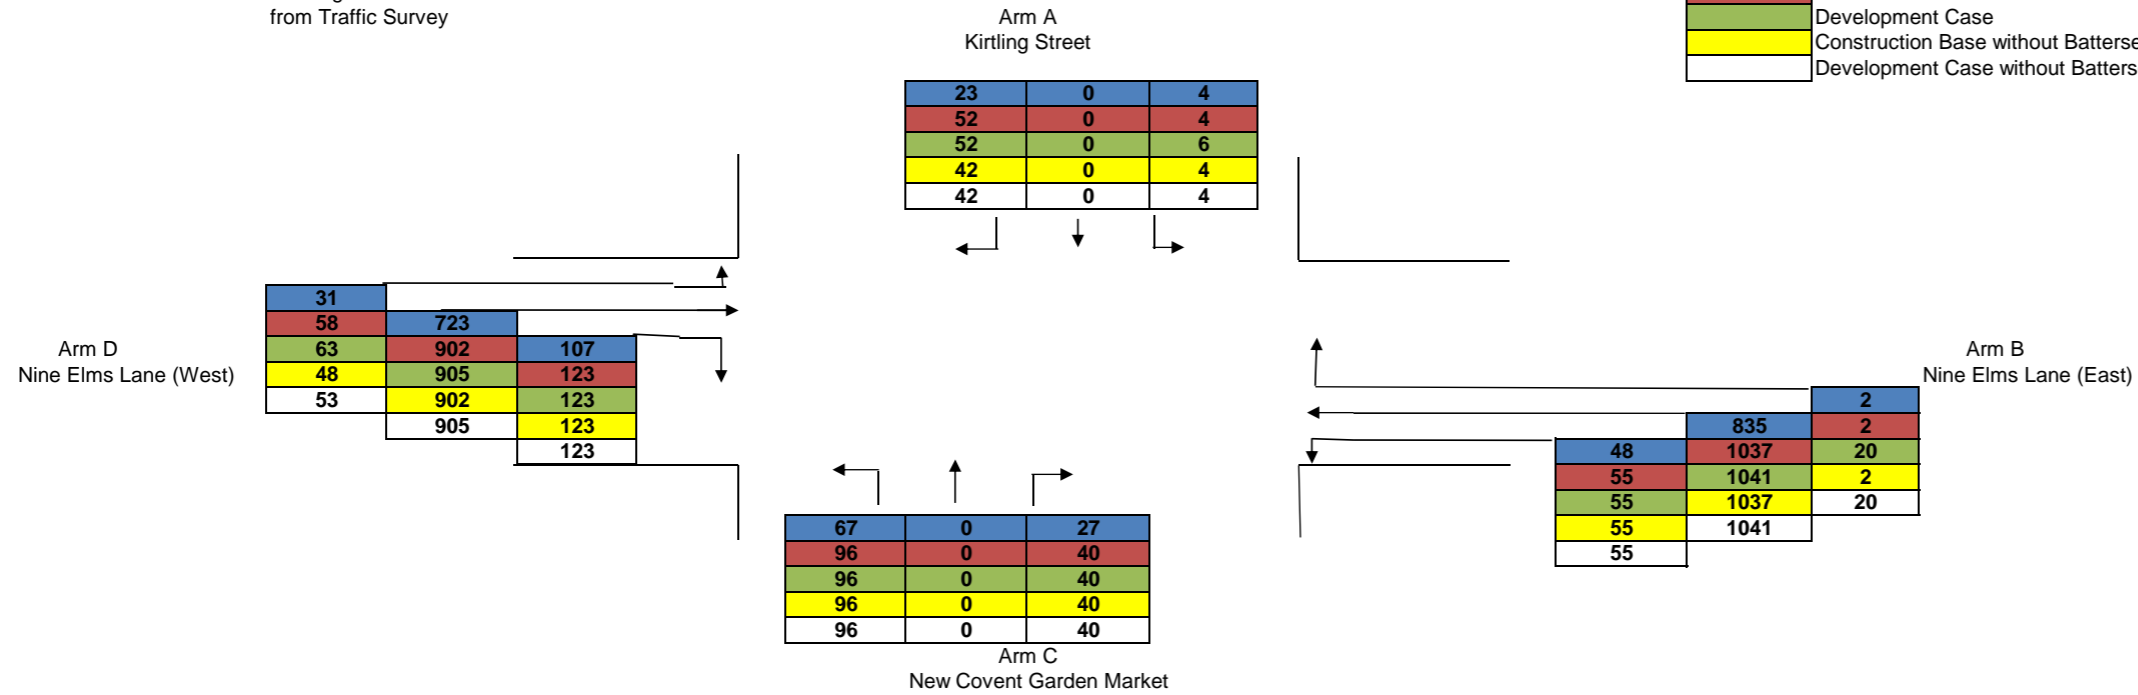 from Traffic Survey
Arm A
Kirtling Street
Development Case
Construction Base without Batterse
Development Case without Batters
23 0 4
52 0 4
52 0 6
42 0 4
42 0 4
31
58 723
63 902 107
48 905 123
53 902 123
905 123
123
Arm D
Nine Elms Lane (West)
Arm B
Nine Elms Lane (East)
2
835 2
48 1037 20
55 1041 2
55 1037 20
55 1041
55
67 0 27
96 0 40
96 0 40
96 0 40
96 0 40
Arm C
New Covent Garden Market